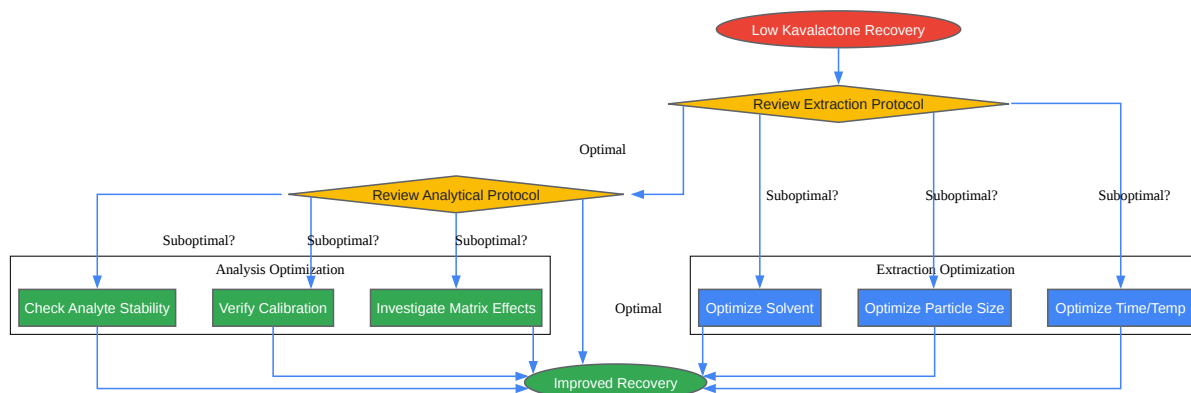 Low Kavalactone Recovery
Review Extraction Protocol
Optimal
Review Analytical Protocol
Suboptimal?
Suboptimal?
Suboptimal?
Suboptimal?
Suboptimal?
Suboptimal?
Analysis Optimization
Extraction Optimization
Check Analyte Stability
Verify Calibration
Investigate Matrix Effects
Optimal
Optimize Solvent
Optimize Particle Size
Optimize Time/Temp
Improved Recovery